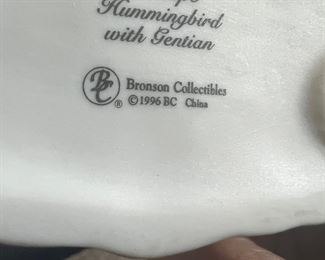 Hummingbird
with Gentian
BC ® Bronson Collectibles
© 1996 BC China